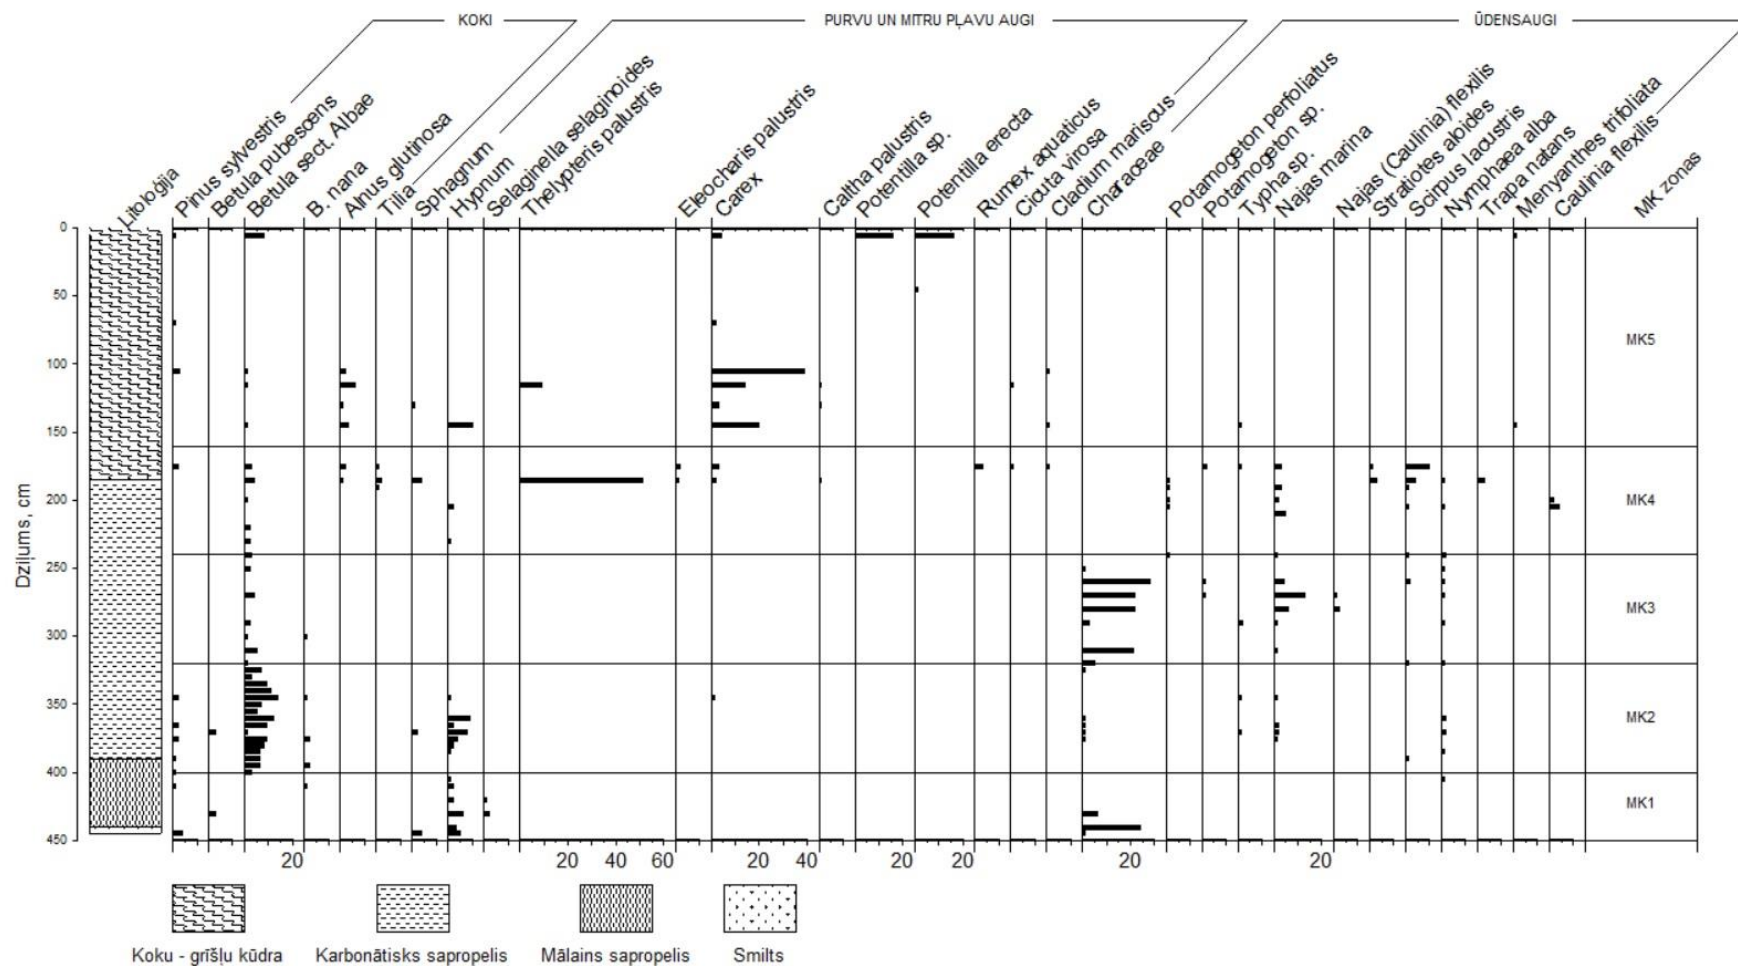 KOKI
PURVU UN MITRU PĻAVU AUGI
ŪDENSAUGI
Litoloģija
Pinus sylvestris
Betula pubescens
Betula sect. Albae
B. nana
Alnus glutinosa
Tilia
Sphagnum
Hypnum
Selaginella selaginoides
Thelypteris palustris
Eleocharis palustris
Carex
Caltha palustris
Potentilla sp.
Potentilla erecta
Rumex aquaticus
Cicuta virosa
Cladium mariscus
Characeae
Potamogeton perfoliatus
Potamogeton sp.
Typha sp.
Najas marina
Najas (Caulinia) flexilis
Stratiotes aloides
Scirpus lacustris
Nymphaea alba
Trapa matans
Menyanthes trifoliata
Caulinia flexilis
MK zonas
Dziļums, cm
0
50
100
150
200
250
300
350
400
450
MK5
MK4
MK3
MK2
MK1
20 20 40 60 20 40 20 20 20 20
Koku - grīšļu kūdra Karbonātisks sapropelis Mālains sapropelis Smilts